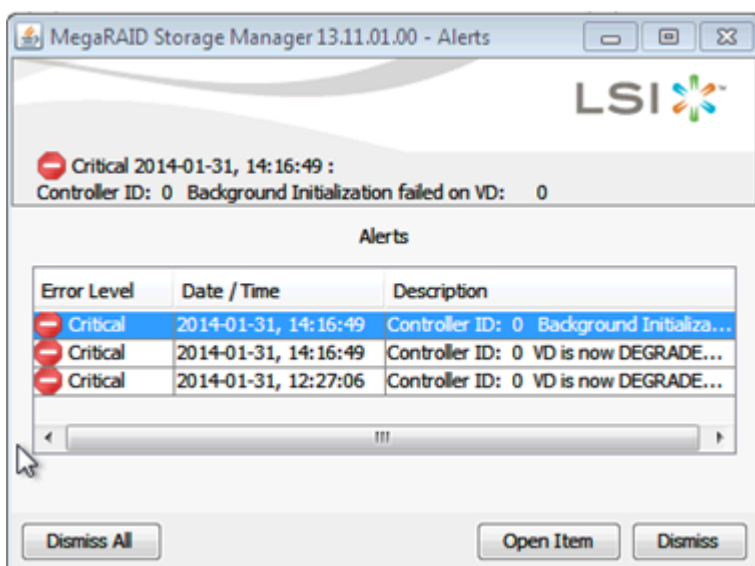 MegaRAID Storage Manager 13.11.01.00 - Alerts
LSI
Critical 2014-01-31, 14:16:49 :
Controller ID: 0 Background Initialization failed on VD: 0
Alerts
Error Level Date / Time Description
Critical 2014-01-31, 14:16:49 Controller ID: 0 Background Initializa...
Critical 2014-01-31, 14:16:49 Controller ID: 0 VD is now DEGRADE...
Critical 2014-01-31, 12:27:06 Controller ID: 0 VD is now DEGRADE...
Dismiss All Open Item Dismiss